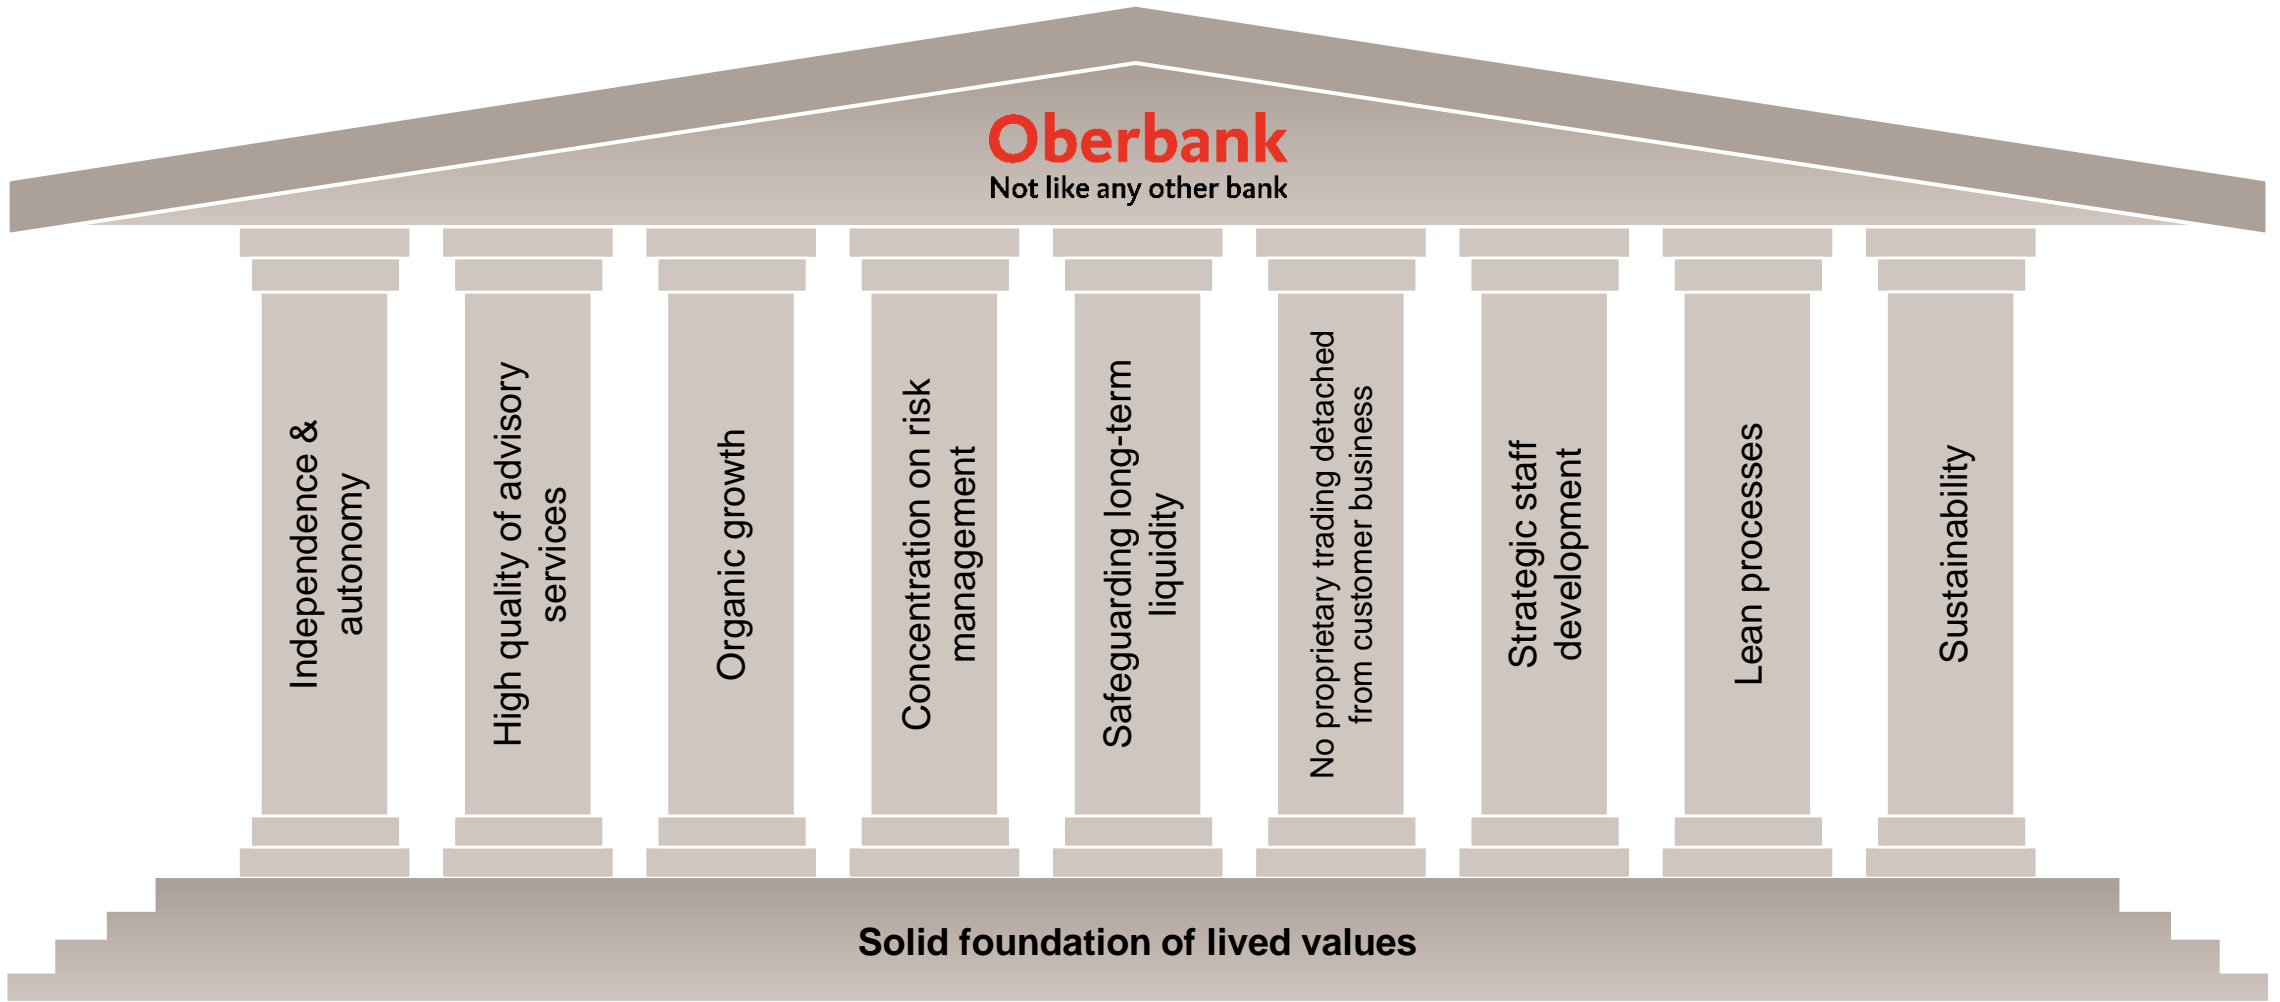 Oberbank
Not like any other bank
Independence &
autonomy
High quality of advisory
services
Organic growth
Concentration on risk
management
Safeguarding long-term
liquidity
No proprietary trading detached
from customer business
Strategic staff
development
Lean processes
Sustainability
Solid foundation of lived values